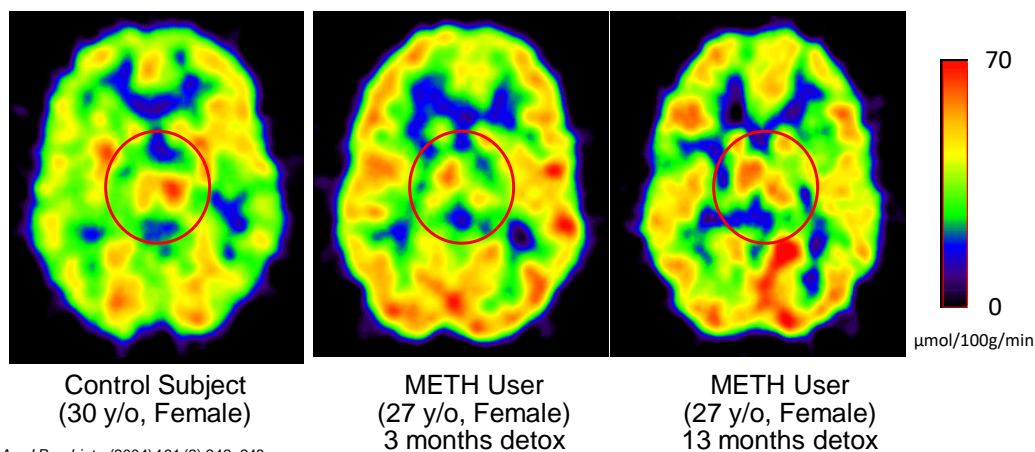 70
0
μmol/100g/min
Control Subject
(30 y/o, Female)
METH User
(27 y/o, Female)
3 months detox
METH User
(27 y/o, Female)
13 months detox
(2004)